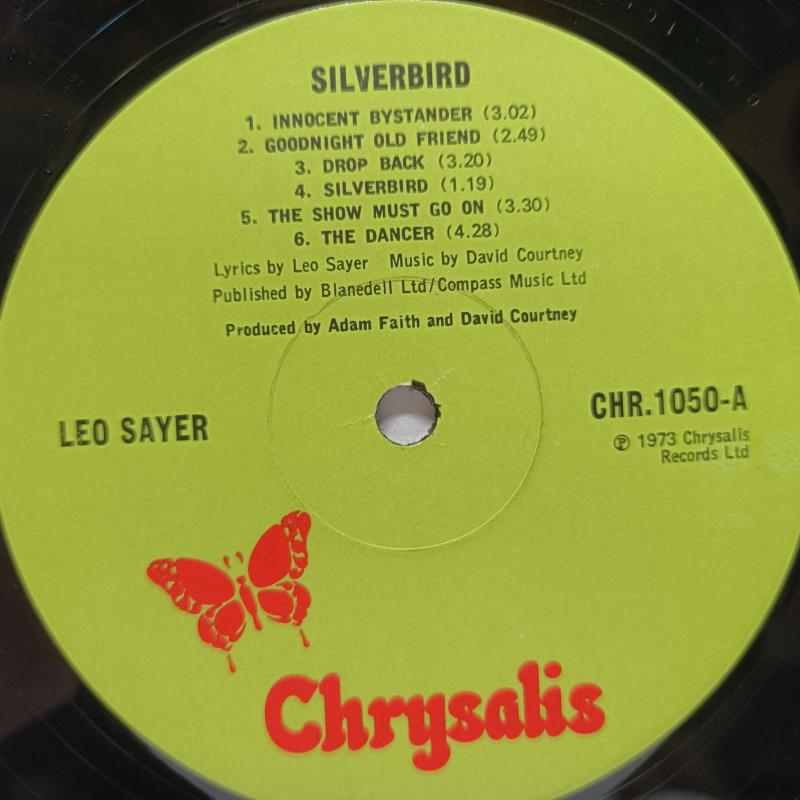 SILVERBIRD
1. INNOCENT BYSTANDER (3.02)
2. GOODNIGHT OLD FRIEND (2.49)
3. DROP BACK (3.20)
4. SILVERBIRD (1.19)
5. THE SHOW MUST GO ON (3.30)
6. THE DANCER (4.28)
Lyrics by Leo Sayer Music by David Courtney
Published by Blanedell Ltd/Compass Music Ltd
Produced by Adam Faith and David Courtney
LEO SAYER
CHR.1050-A
℗ 1973 Chrysalis
Records Ltd
Chrysalis